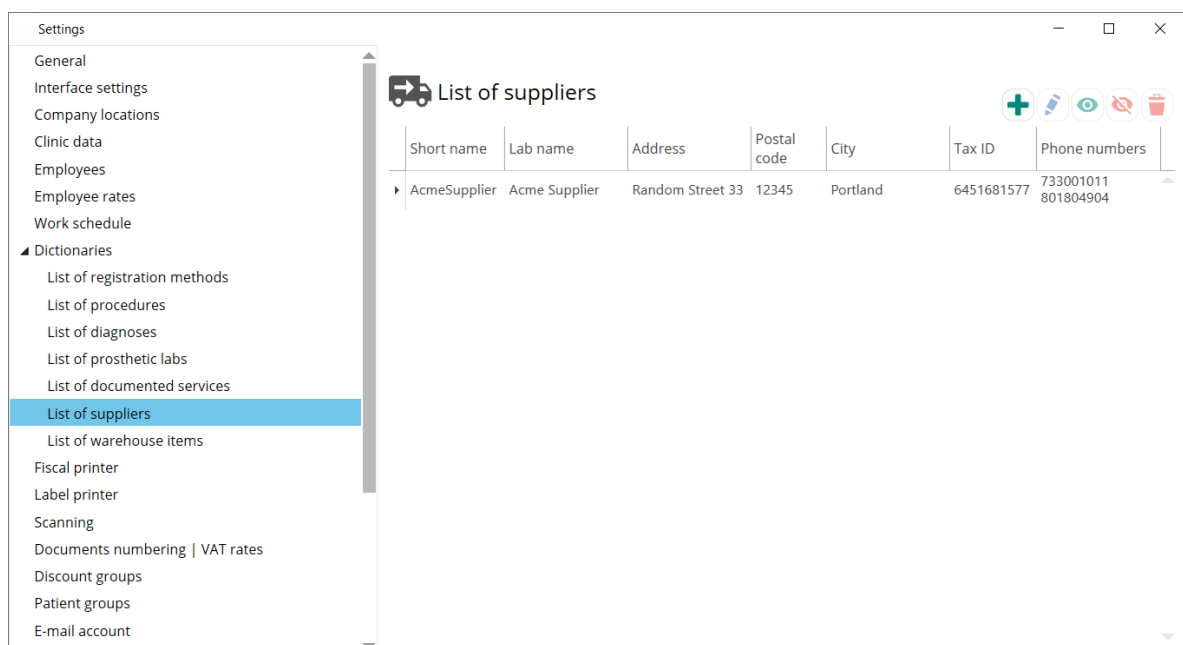 Settings
General
Interface settings
Company locations
Clinic data
Employees
Employee rates
Work schedule
Dictionaries
List of registration methods
List of procedures
List of diagnoses
List of prosthetic labs
List of documented services
List of suppliers
List of warehouse items
Fiscal printer
Label printer
Scanning
Documents numbering | VAT rates
Discount groups
Patient groups
E-mail account
List of suppliers
Short name Lab name Address Postal code City Tax ID Phone numbers
AcmeSupplier Acme Supplier Random Street 33 12345 Portland 6451681577 733001011
801804904